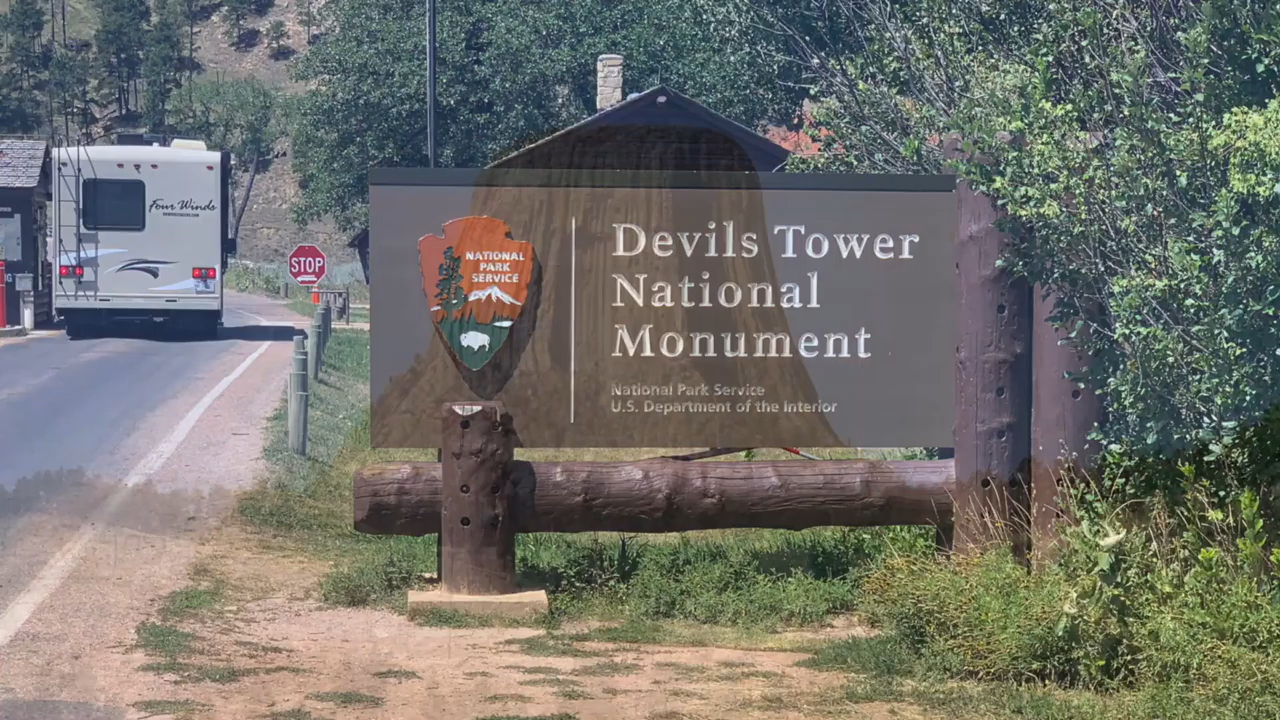 Four Winds
STOP
NATIONAL
PARK
SERVICE
Devils Tower
National
Monument
National Park Service
U.S. Department of the Interior